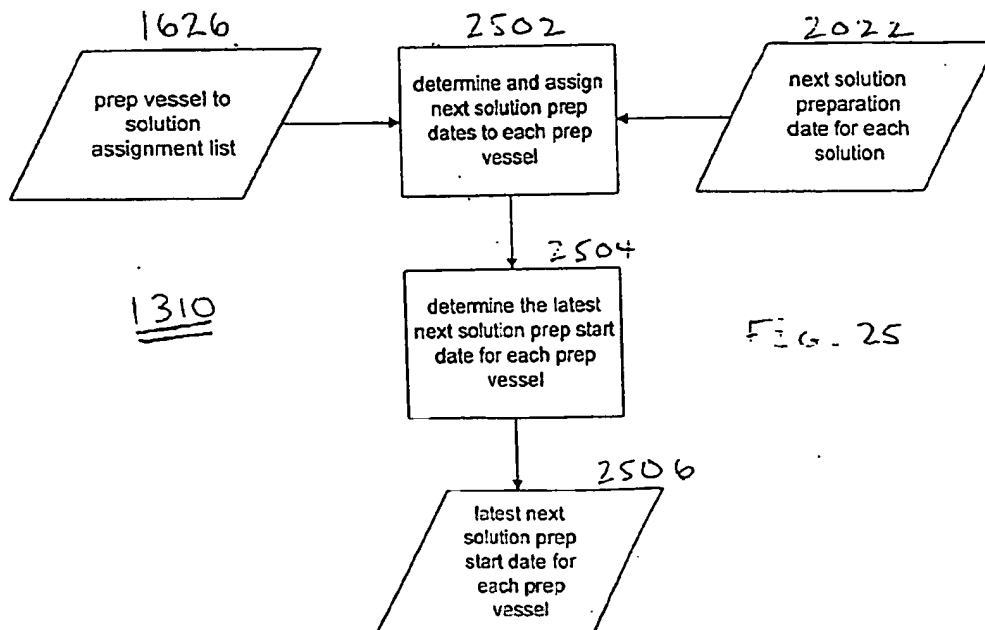 1626
2502
2022
prep vessel to
solution
assignment list
determine and assign
next solution prep
dates to each prep
vessel
next solution
preparation
date for each
solution
2504
1310
determine the latest
next solution prep start
date for each prep
vessel
FIG. 25
2506
latest next
solution prep
start date for
each prep
vessel